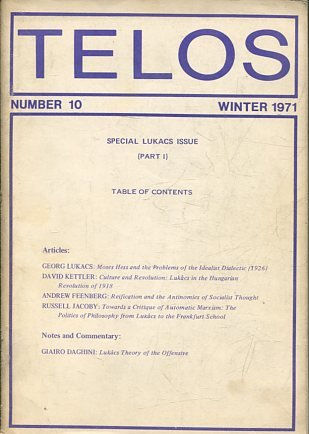 TELOS
NUMBER 10 WINTER 1971
SPECIAL LUKACS ISSUE
(PART I)
TABLE OF CONTENTS
Articles:
GEORG LUKACS: Moses Hess and the Problems of the Idealist Dialectic (1926)
DAVID KETTLER: Culture and Revolution: Lukács in the Hungarian
Revolution of 1918
ANDREW FEENBERG: Reification and the Antinomies of Socialist Thought
RUSSELL JACOBY: Towards a Critique of Automatic Marxism: The
Politics of Philosophy from Lukács to the Frankfurt School
Notes and Commentary:
GIAIRO DAGHINI: Lukács Theory of the Offensive